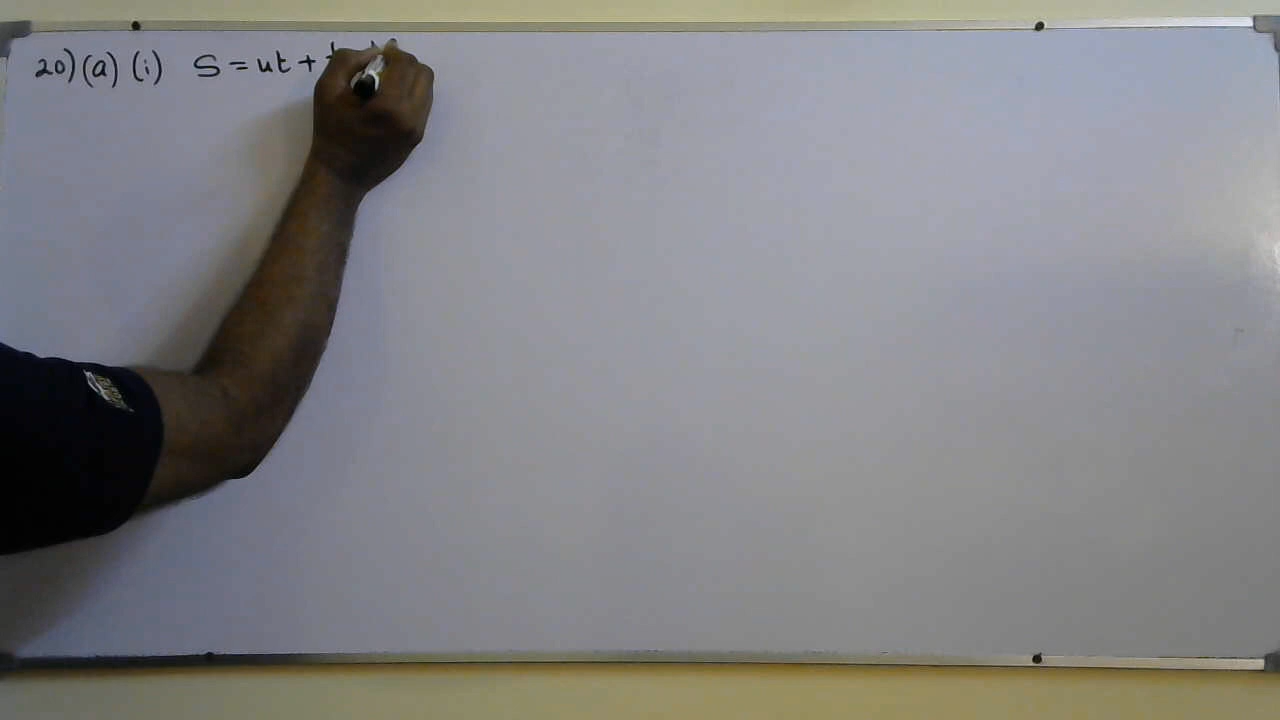 20) (a) (i) S = ut +